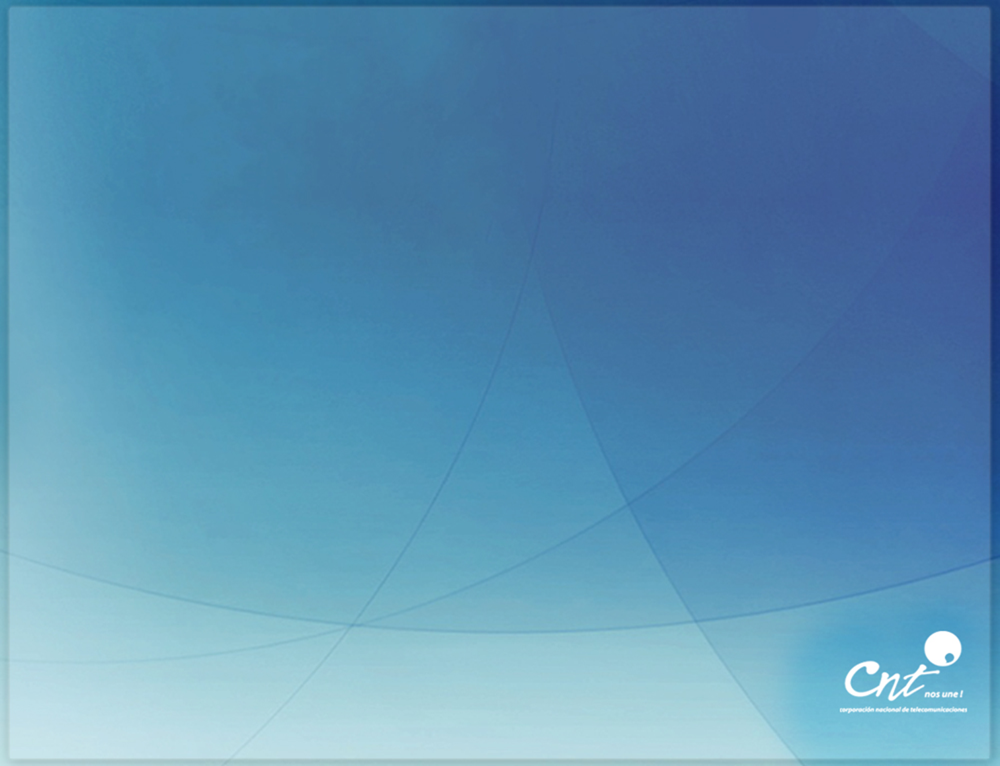 Cnt
nos une !
corporación nacional de telecomunicaciones